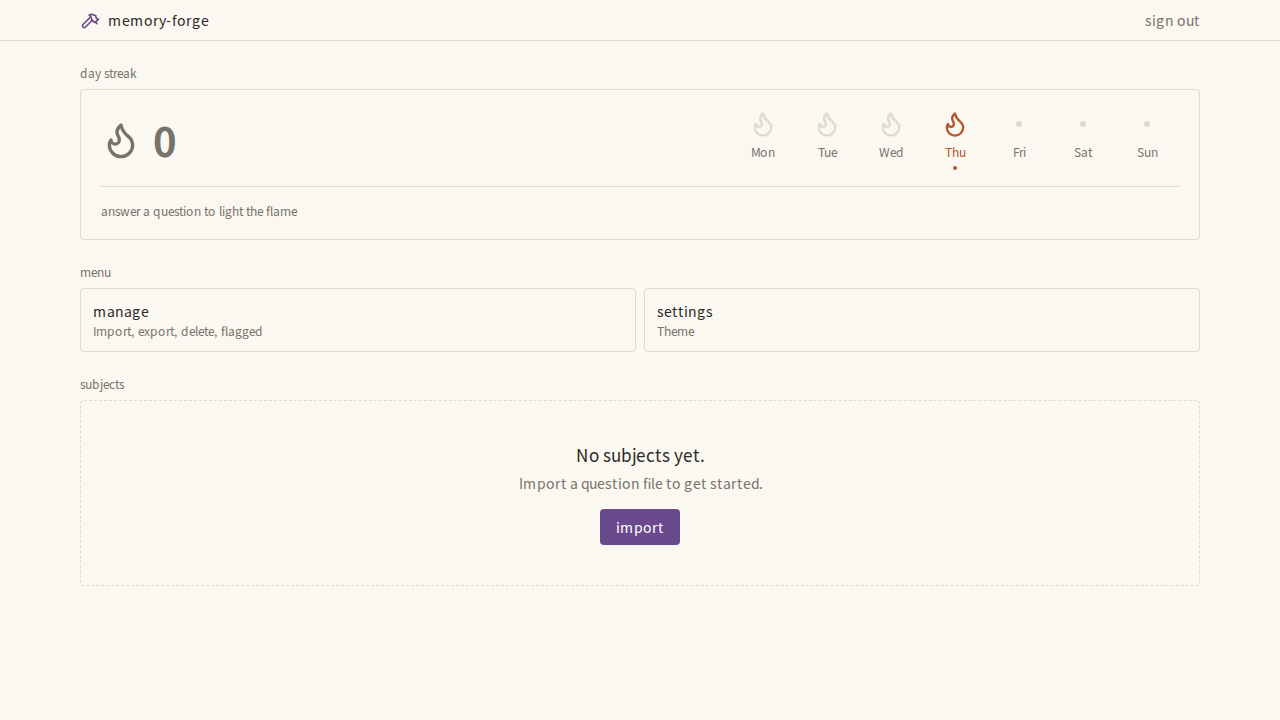 memory-forge
sign out
day streak
0
Mon Tue Wed Thu Fri Sat Sun
answer a question to light the flame
menu
manage
Import, export, delete, flagged
settings
Theme
subjects
No subjects yet.
Import a question file to get started.
import